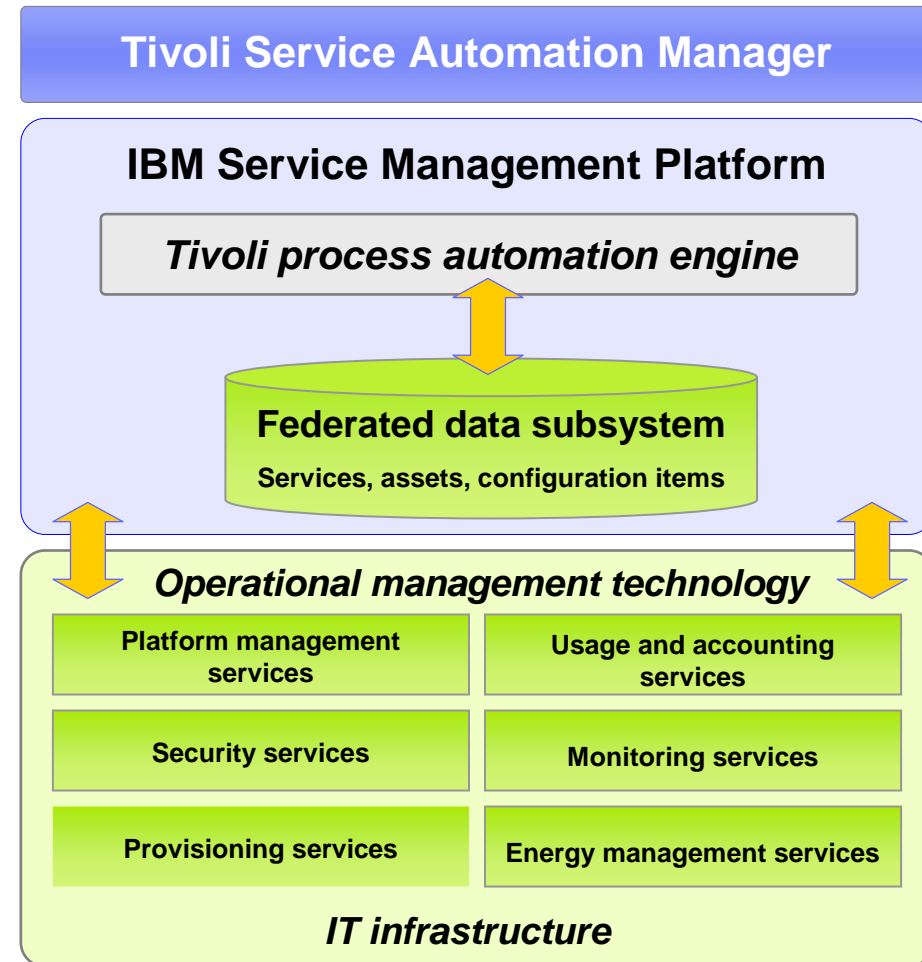 Tivoli Service Automation Manager
IBM Service Management Platform
Tivoli process automation engine
Federated data subsystem
Services, assets, configuration items
Operational management technology
Platform management
services
Usage and accounting
services
Security services
Monitoring services
Provisioning services
Energy management services
IT infrastructure